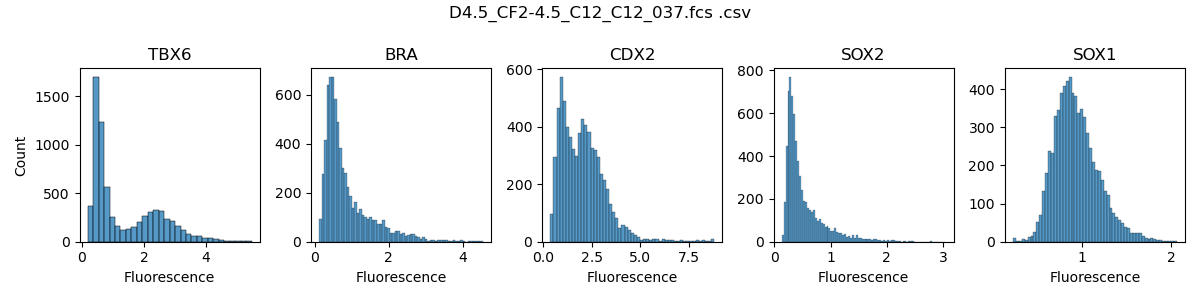 D4.5_CF2-4.5_C12_C12_037.fcs .csv
TBX6
BRA
CDX2
SOX2
SOX1
Count
1500
1000
500
0
600
400
200
0
600
400
200
0
800
600
400
200
0
400
300
200
100
0
0 2 4
0 2 4
0.0 2.5 5.0 7.5
0 1 2 3
1 2
Fluorescence
Fluorescence
Fluorescence
Fluorescence
Fluorescence